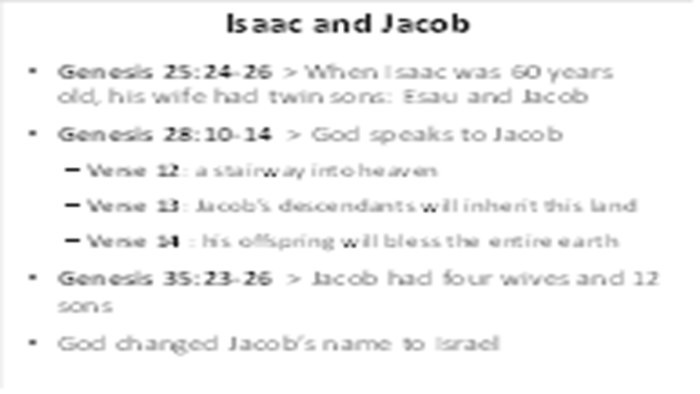 Isaac and Jacob
• Genesis 25:24-26 > When Isaac was 60 years
old, his wife had twin sons: Esau and Jacob
• Genesis 28:10-14 > God speaks to Jacob
– Verse 12: a stairway into heaven
– Verse 13: Jacob's descendants will inherit this land
– Verse 14 : his offspring will bless the entire earth
• Genesis 35:23-26 > Jacob had four wives and 12
sons
• God changed Jacob's name to Israel